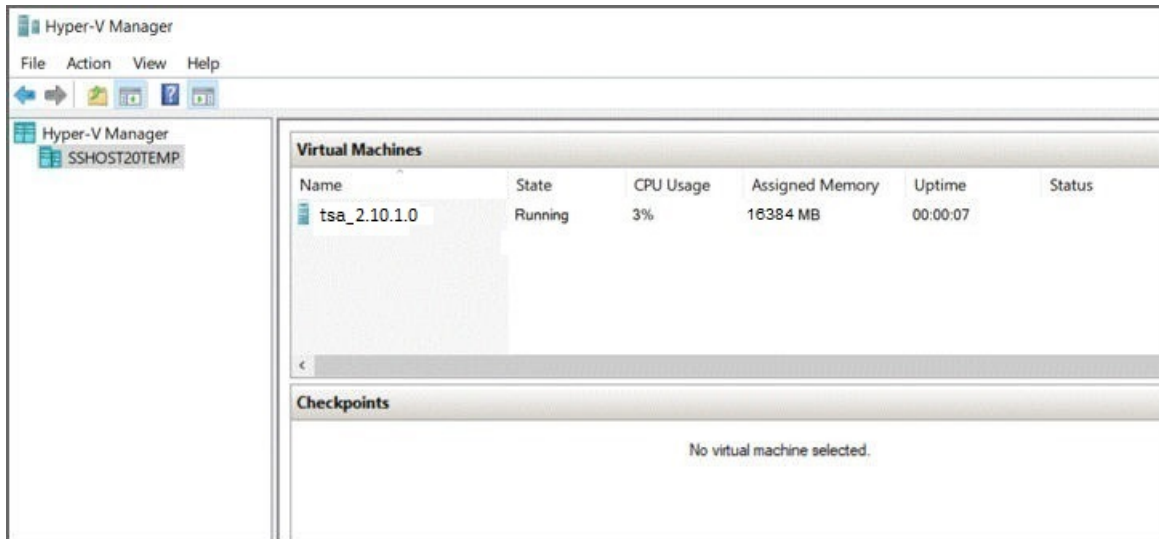 Hyper-V Manager
File Action View Help
Hyper-V Manager
SSHOST20TEMP
Virtual Machines
Name State CPU Usage Assigned Memory Uptime Status
tsa_2.10.1.0 Running 3% 16384 MB 00:00:07
Checkpoints
No virtual machine selected.